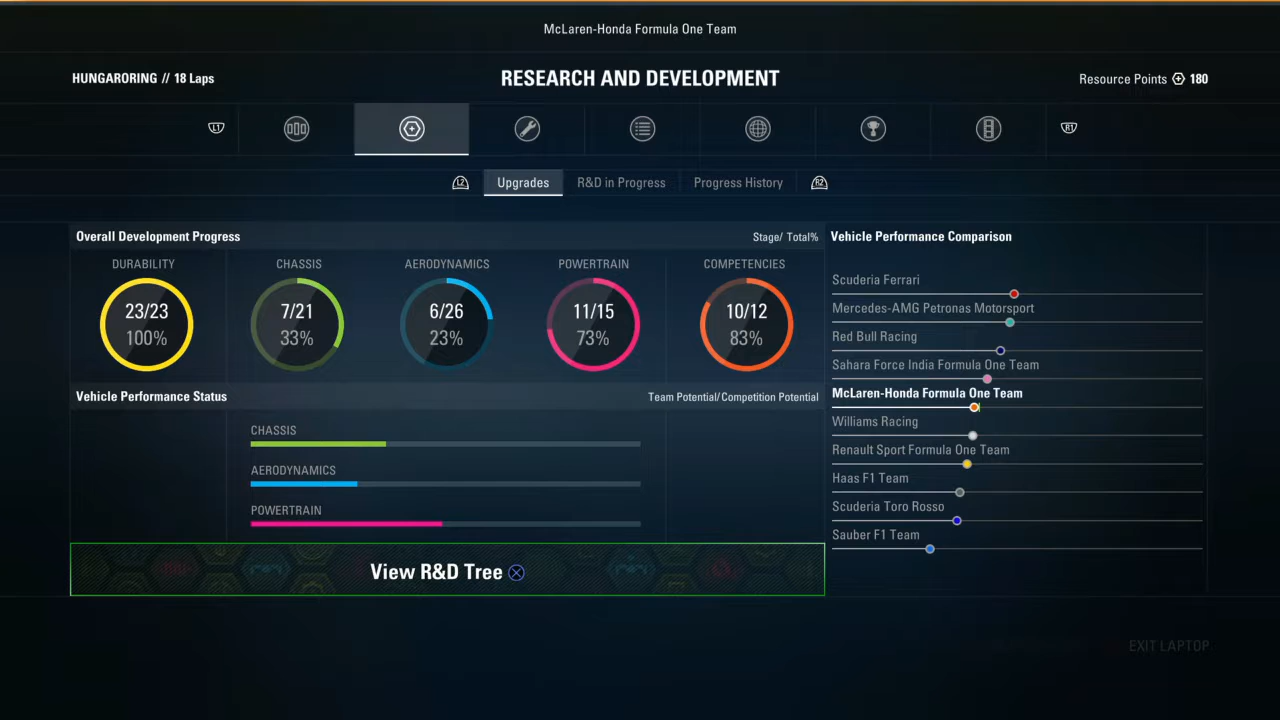 McLaren-Honda Formula One Team
HUNGARORING // 18 Laps
RESEARCH AND DEVELOPMENT
Resource Points 180
L1
R1
L2
Upgrades
R&D in Progress
Progress History
R2
Overall Development Progress
Stage/ Total%
DURABILITY
CHASSIS
AERODYNAMICS
POWERTRAIN
COMPETENCIES
23/23
7/21
6/26
11/15
10/12
100%
33%
23%
73%
83%
Vehicle Performance Status
Team Potential/Competition Potential
CHASSIS
AERODYNAMICS
POWERTRAIN
View R&D Tree
Vehicle Performance Comparison
Scuderia Ferrari
Mercedes-AMG Petronas Motorsport
Red Bull Racing
Sahara Force India Formula One Team
McLaren-Honda Formula One Team
Williams Racing
Renault Sport Formula One Team
Haas F1 Team
Scuderia Toro Rosso
Sauber F1 Team
EXIT LAPTOP